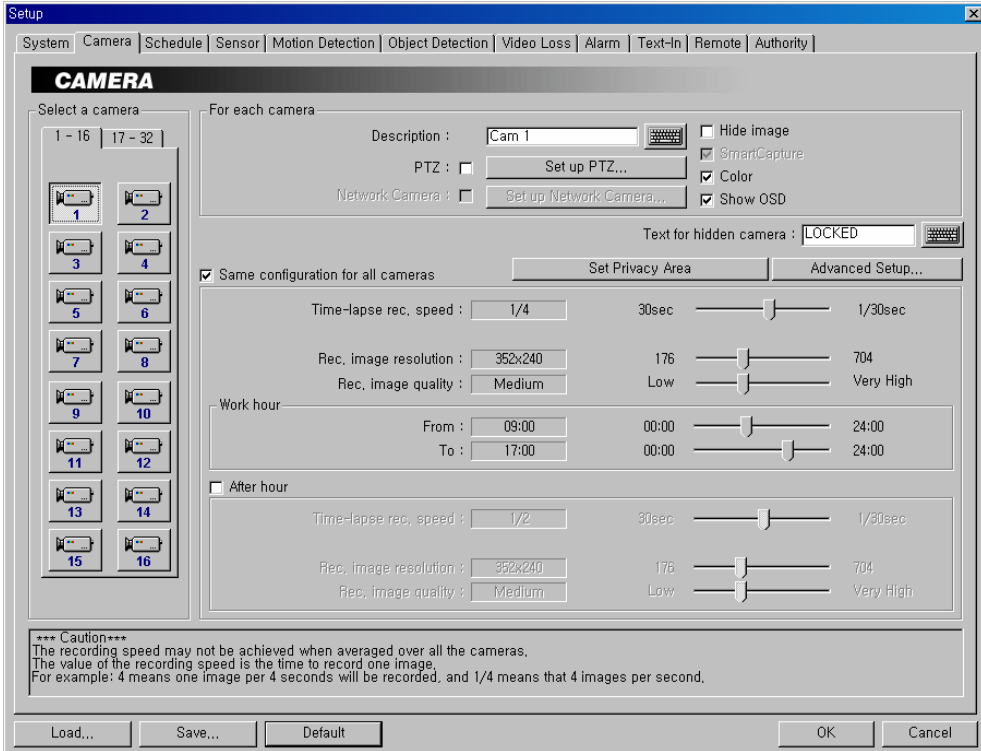 Setup
System Camera Schedule Sensor Motion Detection Object Detection Video Loss Alarm Text-In Remote Authority
CAMERA
Select a camera
1 - 16 17 - 32
1 2
3 4
5 6
7 8
9 10
11 12
13 14
15 16
For each camera
Description : Cam 1
Hide image
SmartCapture
PTZ : Set up PTZ...
Color
Network Camera : Set up Network Camera...
Show OSD
Text for hidden camera : LOCKED
Same configuration for all cameras
Set Privacy Area Advanced Setup...
Time-lapse rec. speed : 1/4 30sec 1/30sec
Rec. image resolution : 352x240 176 704
Rec. image quality : Medium Low Very High
Work hour
From : 09:00 00:00 24:00
To : 17:00 00:00 24:00
After hour
Time-lapse rec. speed : 1/2 30sec 1/30sec
Rec. image resolution : 352x240 176 704
Rec. image quality : Medium Low Very High
*** Caution***
The recording speed may not be achieved when averaged over all the cameras.
The value of the recording speed is the time to record one image.
For example: 4 means one image per 4 seconds will be recorded, and 1/4 means that 4 images per second.
Load... Save... Default OK Cancel